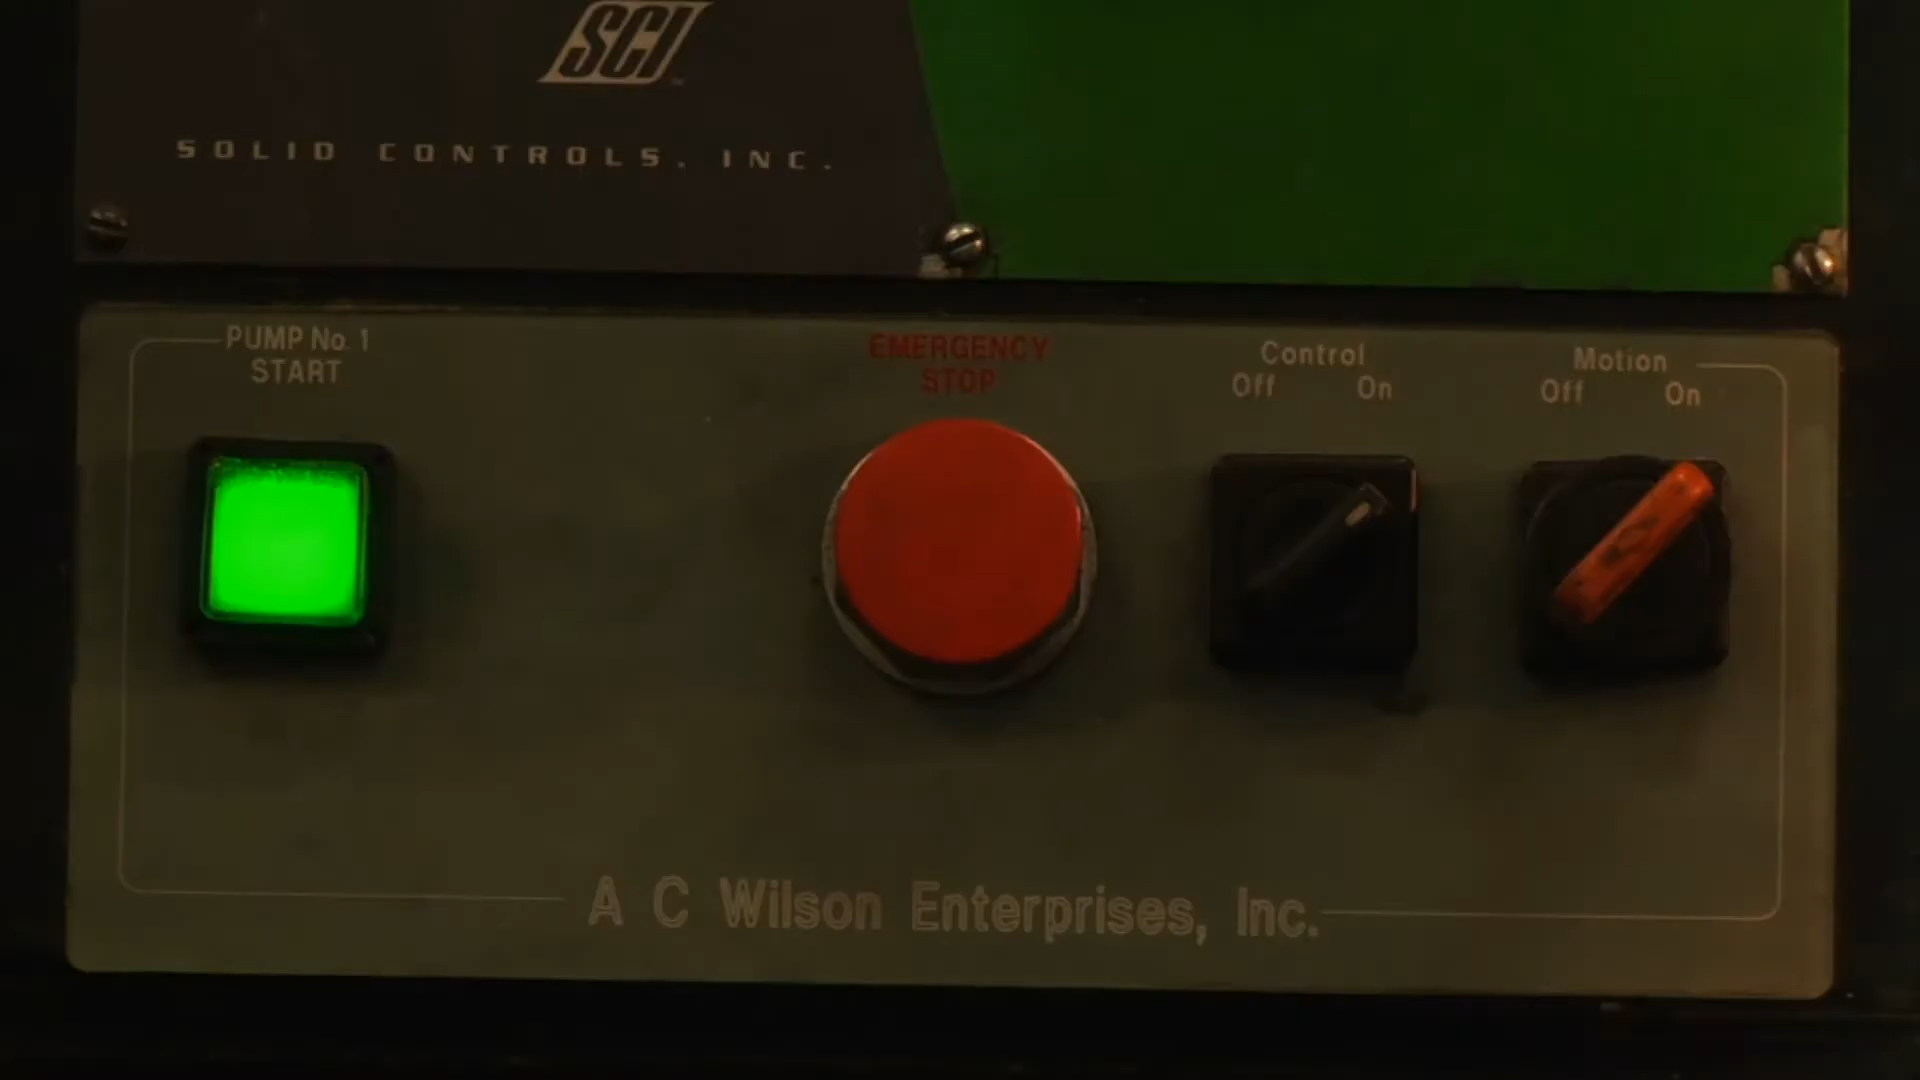 SCI
SOLID CONTROLS, INC.
PUMP No. 1
START
EMERGENCY
STOP
Control
Off On
Motion
Off On
A C Wilson Enterprises, Inc.